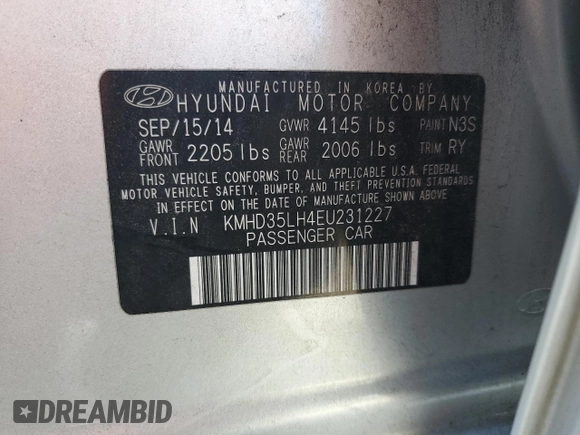 MANUFACTURED IN KOREA BY
HYUNDAI MOTOR COMPANY
SEP/15/14 GVWR 4145 lbs PAINT N3S
GAWR FRONT 2205 lbs GAWR REAR 2006 lbs TRIM RY
THIS VEHICLE CONFORMS TO ALL APPLICABLE U.S.A. FEDERAL
MOTOR VEHICLE SAFETY, BUMPER, AND THEFT PREVENTION STANDARDS
IN EFFECT ON THE DATE OF MANUFACTURE SHOWN ABOVE
V.I.N KMHD35LH4EU231227
PASSENGER CAR
DREAMBID